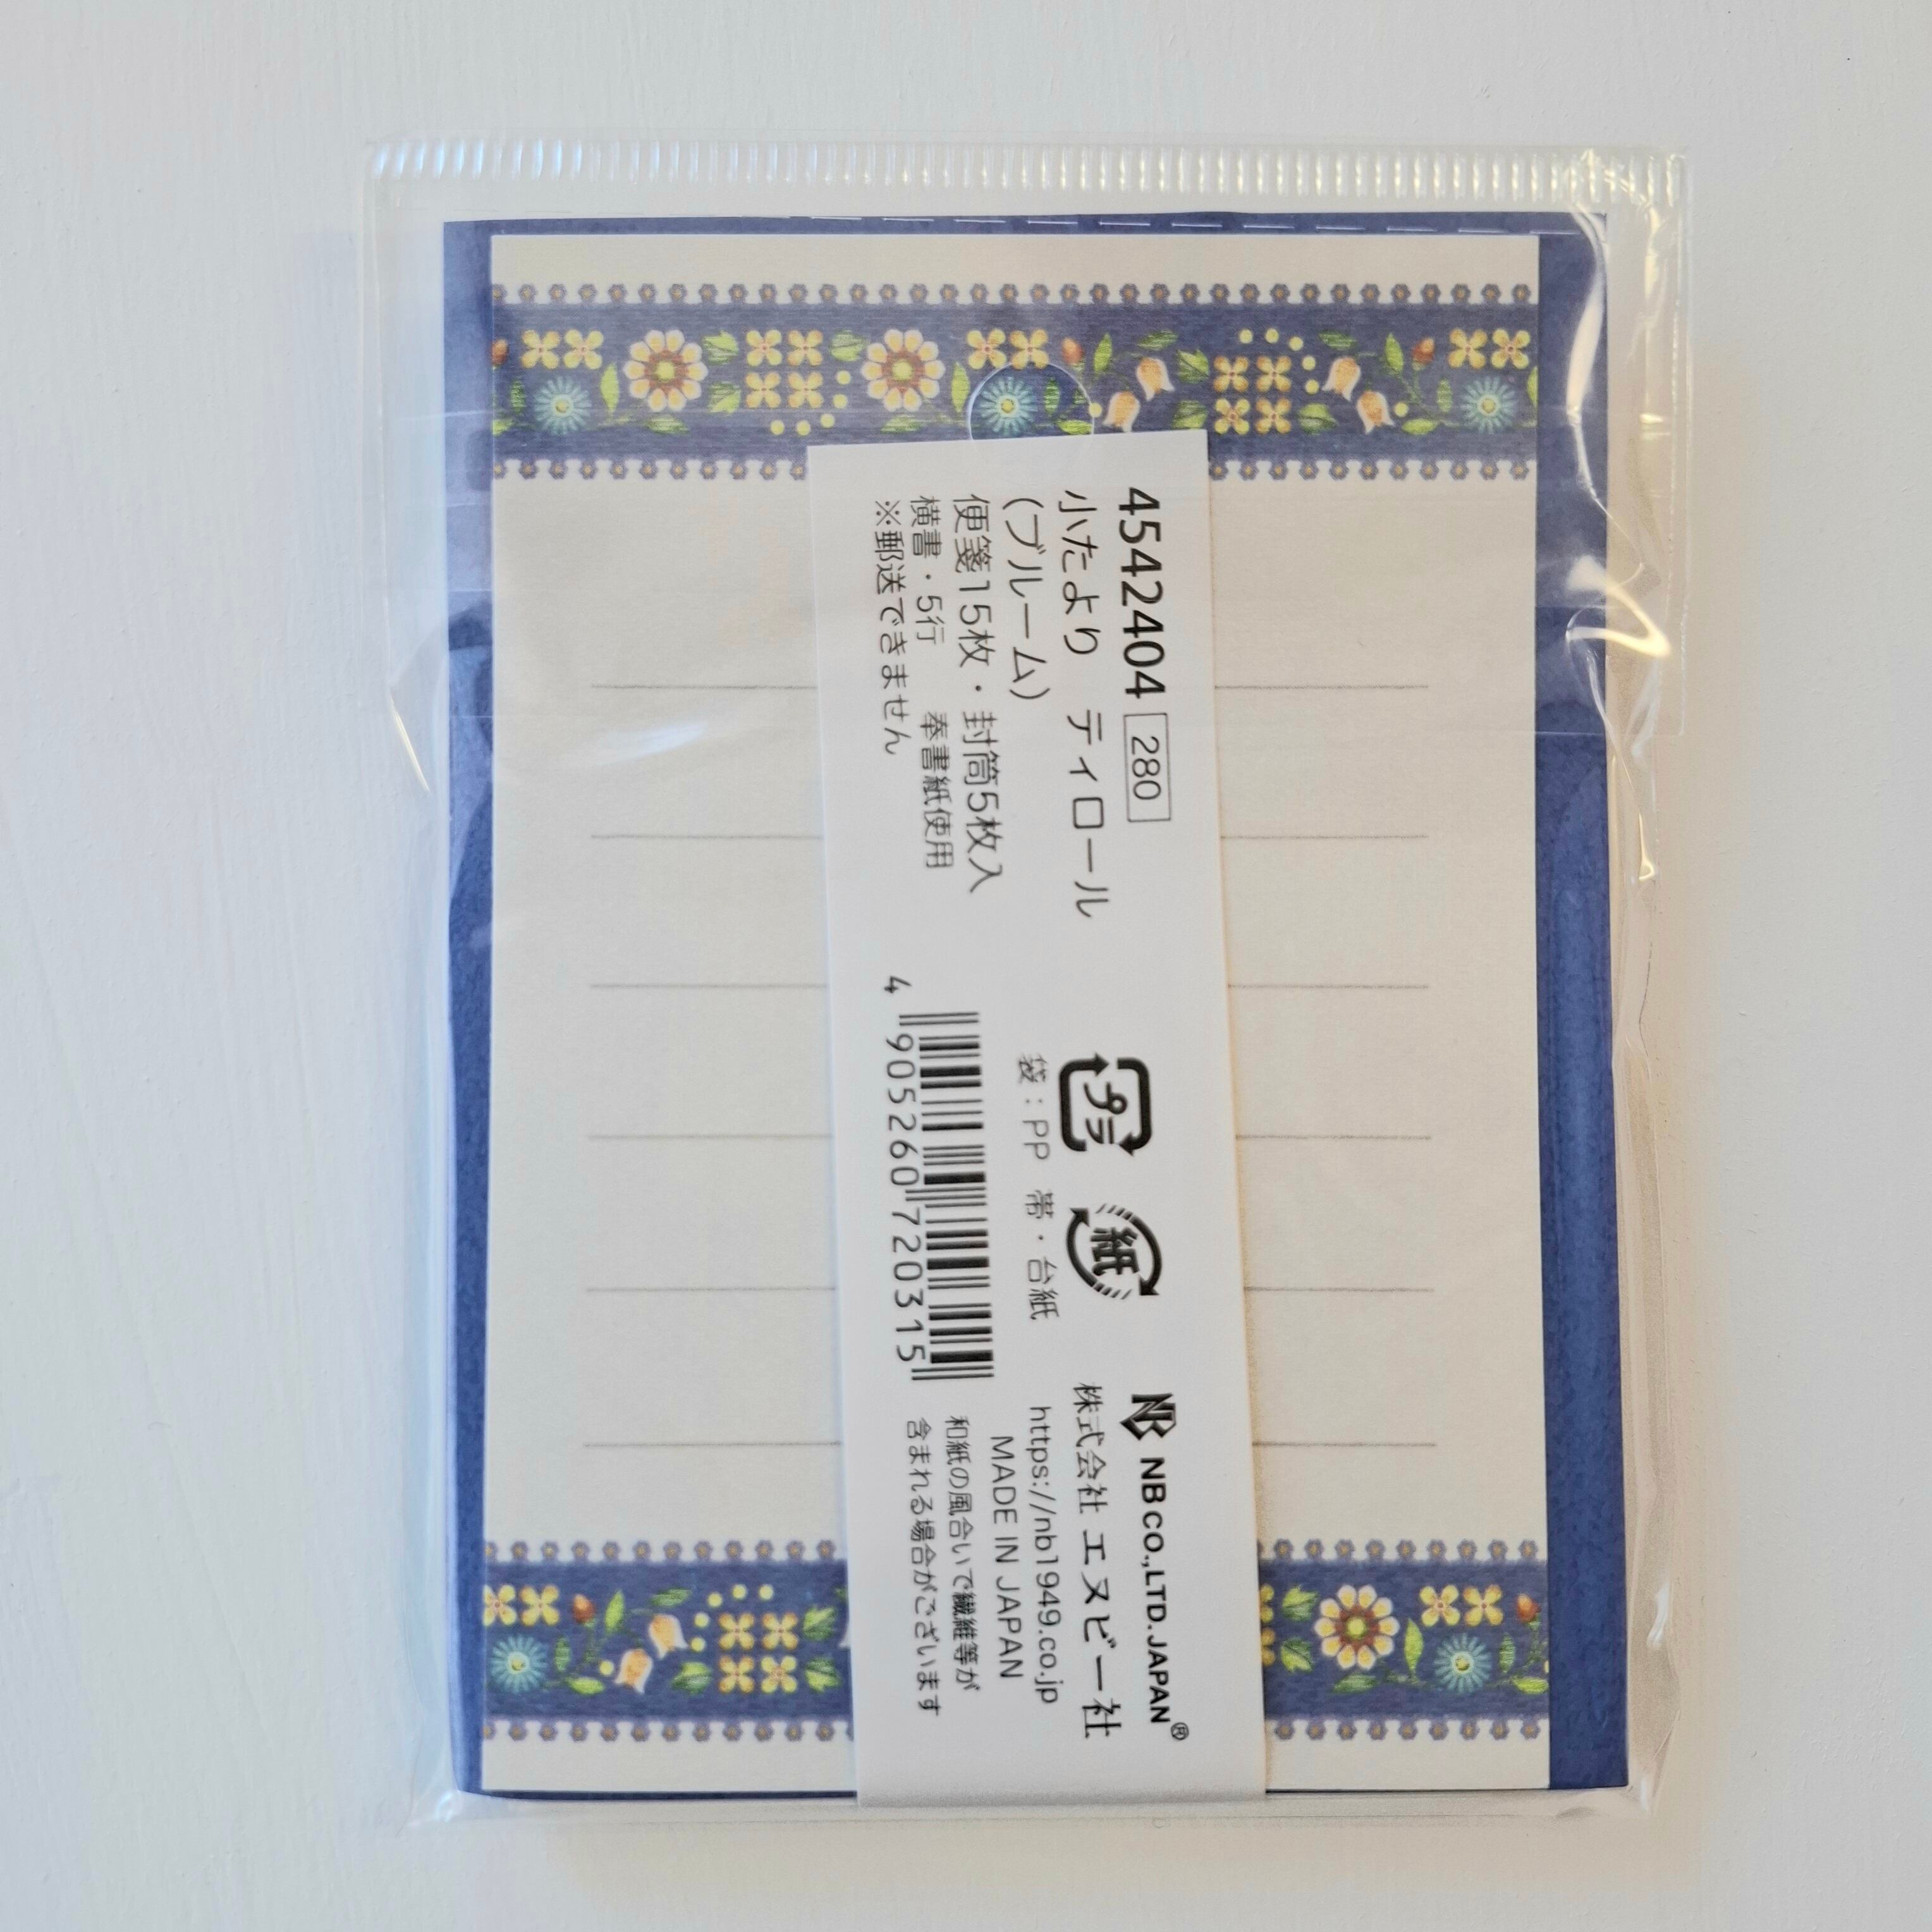 4542404 280
小たより ティロール
(ブルーム)
便箋15枚・封筒5枚入
横書・5行 奉書紙使用
※郵送できません
プラ
紙
袋:PP 帯・台紙
4 905260 720315
NB CO.,LTD.JAPAN®
株式会社 エヌビー社
https://nb1949.co.jp
MADE IN JAPAN
和紙の風合いで繊維等が
含まれる場合がございます